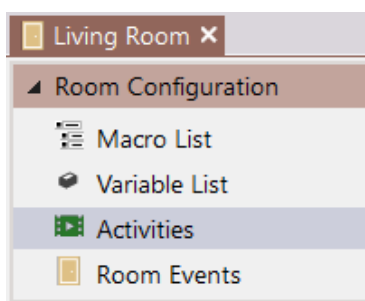 Living Room
Room Configuration
Macro List
Variable List
Activities
Room Events